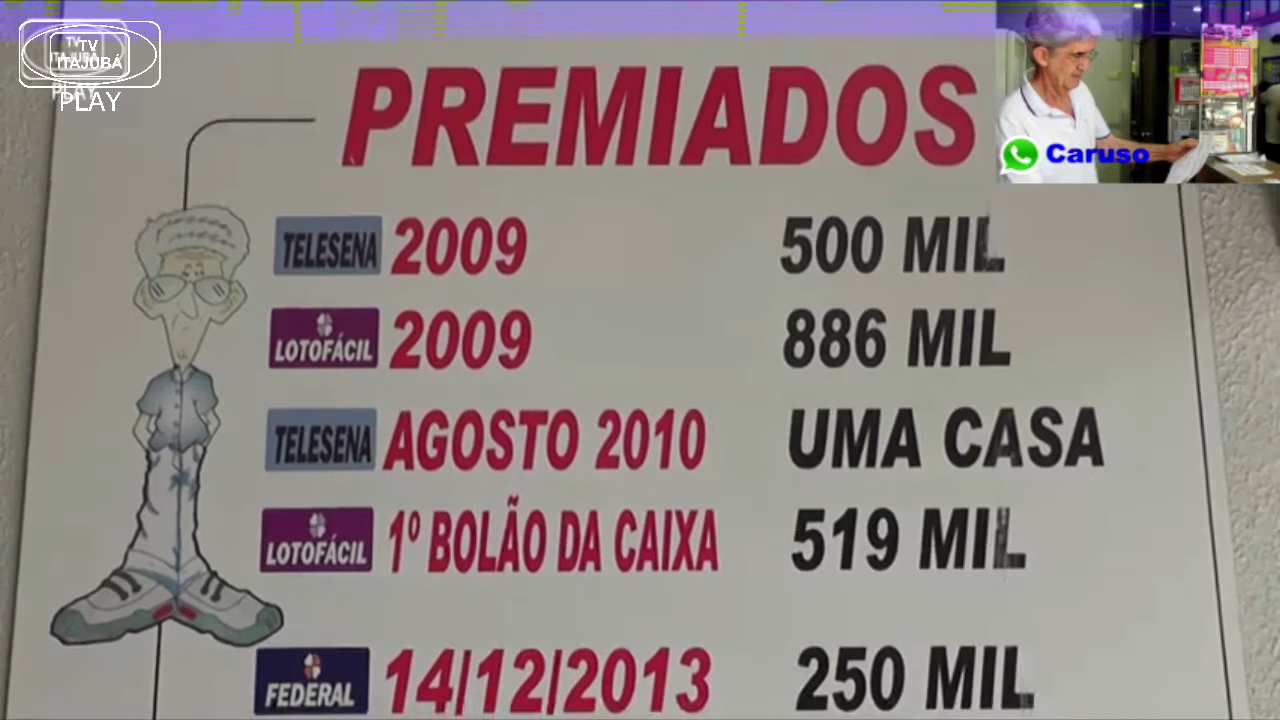 TV
ITAJUBÁ
PLAY
PREMIADOS
Caruso
TELESENA 2009 500 MIL
LOTOFÁCIL 2009 886 MIL
TELESENA AGOSTO 2010 UMA CASA
LOTOFÁCIL 1º BOLÃO DA CAIXA 519 MIL
FEDERAL 14/12/2013 250 MIL